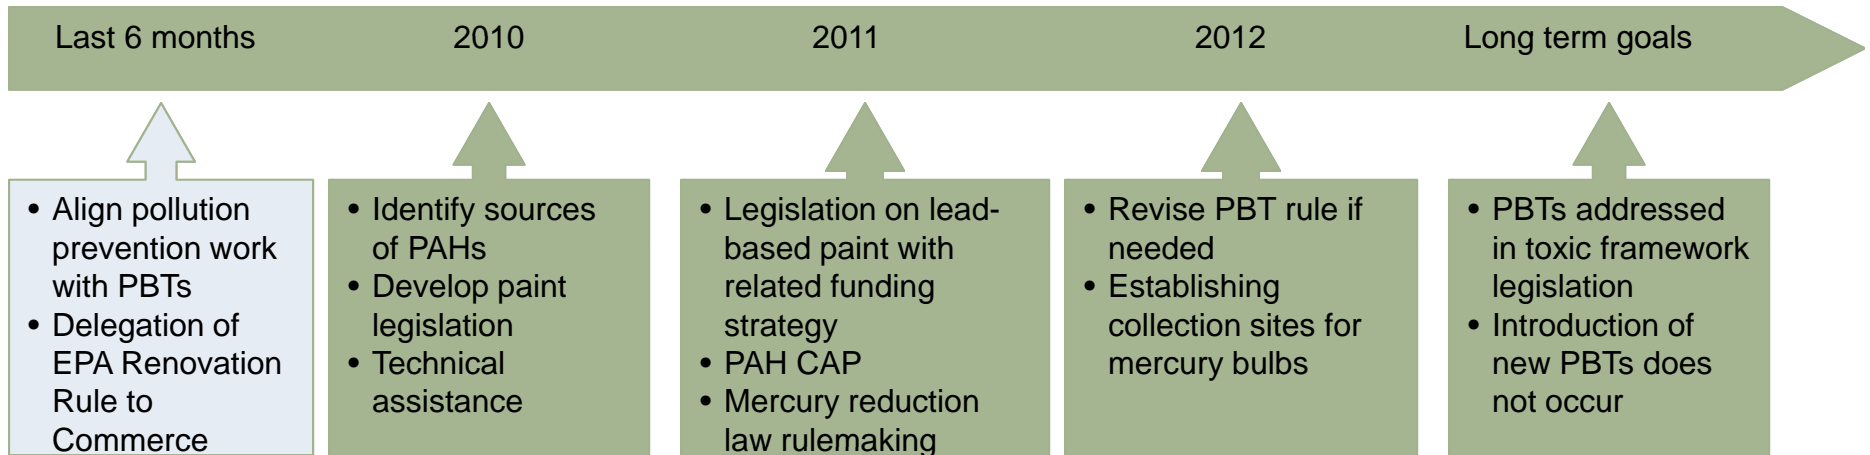 Last 6 months
2010
2011
2012
Long term goals
• Align pollution
prevention work
with PBTs
• Delegation of
EPA Renovation
Rule to
Commerce
• Identify sources
of PAHs
• Develop paint
legislation
• Technical
assistance
• Legislation on lead-
based paint with
related funding
strategy
• PAH CAP
• Mercury reduction
law rulemaking
• Revise PBT rule if
needed
• Establishing
collection sites for
mercury bulbs
• PBTs addressed
in toxic framework
legislation
• Introduction of
new PBTs does
not occur